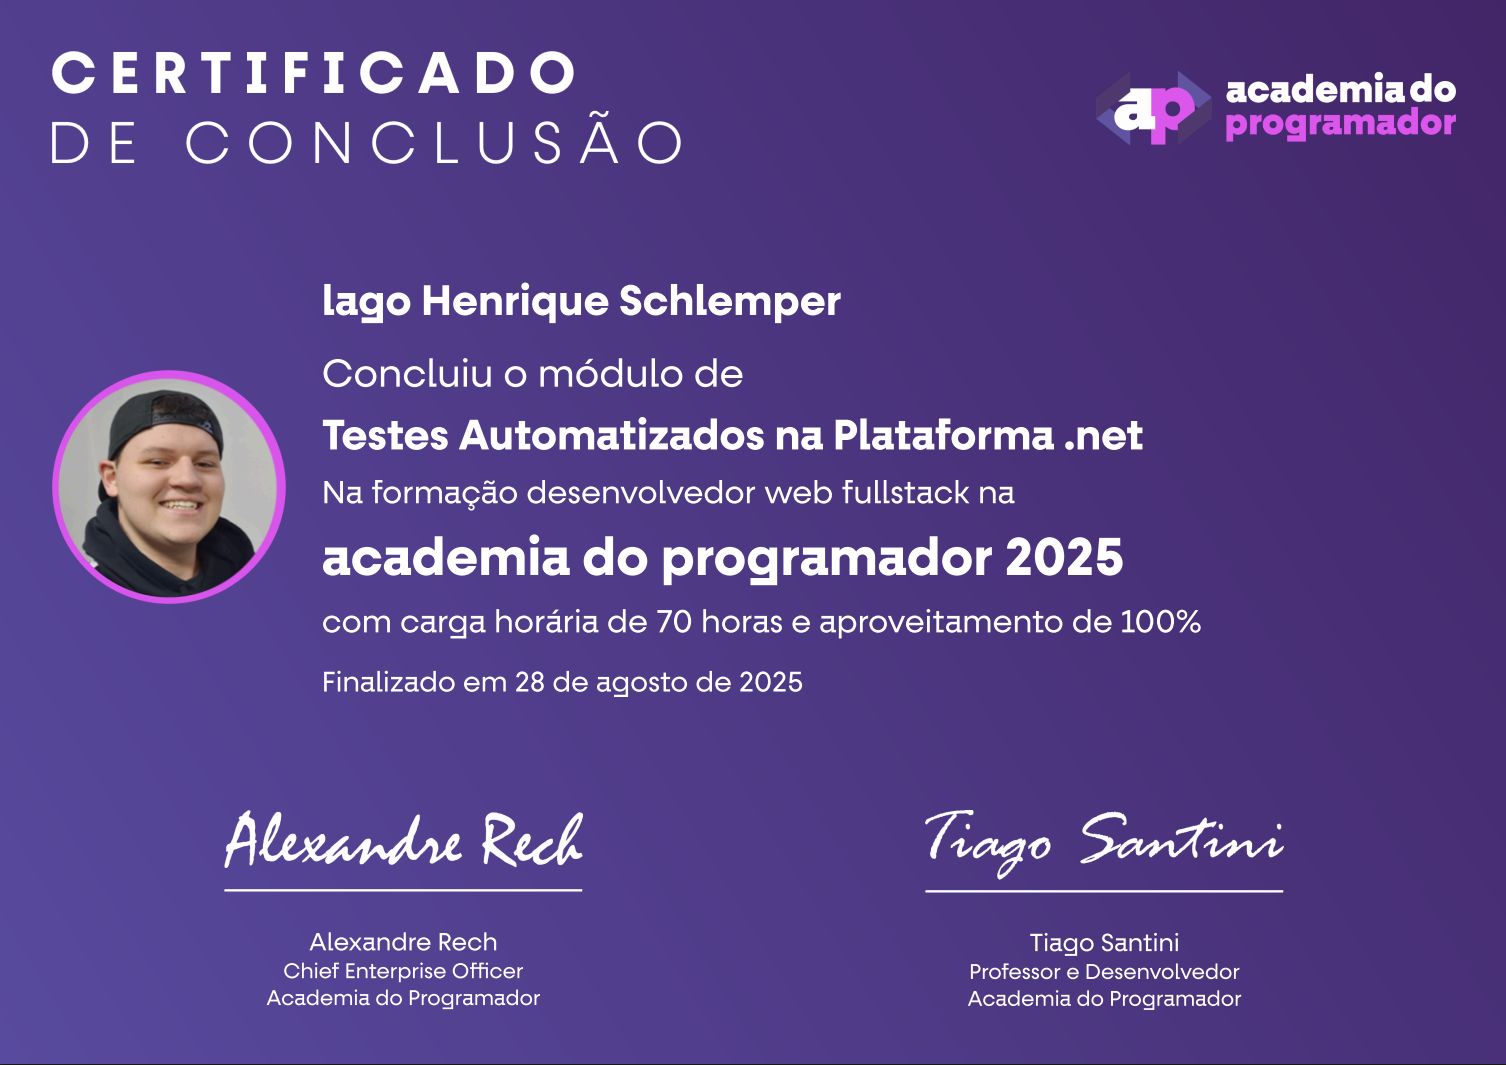 CERTIFICADO
DE CONCLUSÃO
ap
academia do
programador
Iago Henrique Schlemper
Concluiu o módulo de
Testes Automatizados na Plataforma .net
Na formação desenvolvedor web fullstack na
academia do programador 2025
com carga horária de 70 horas e aproveitamento de 100%
Finalizado em 28 de agosto de 2025
Alexandre Rech
Alexandre Rech
Chief Enterprise Officer
Academia do Programador
Tiago Santini
Tiago Santini
Professor e Desenvolvedor
Academia do Programador